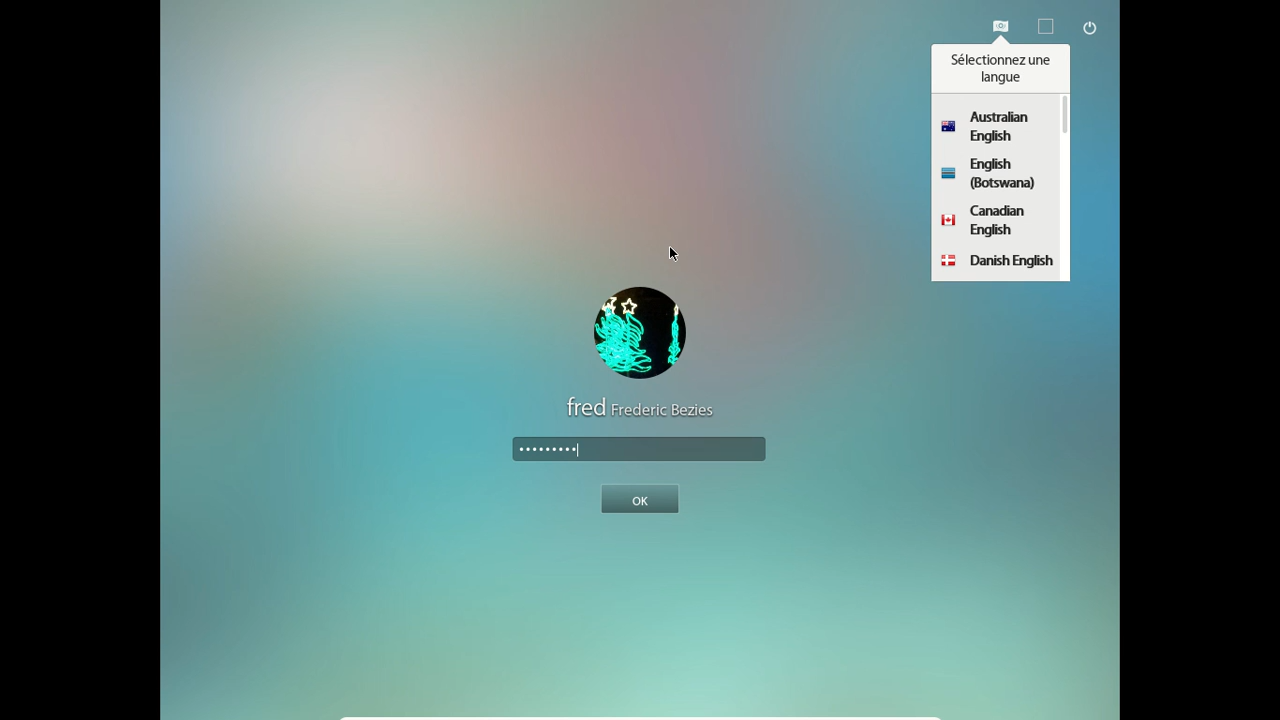 Sélectionnez une
langue
Australian
English
English
(Botswana)
Canadian
English
Danish English
fred Frederic Bezies
•••••••••
OK